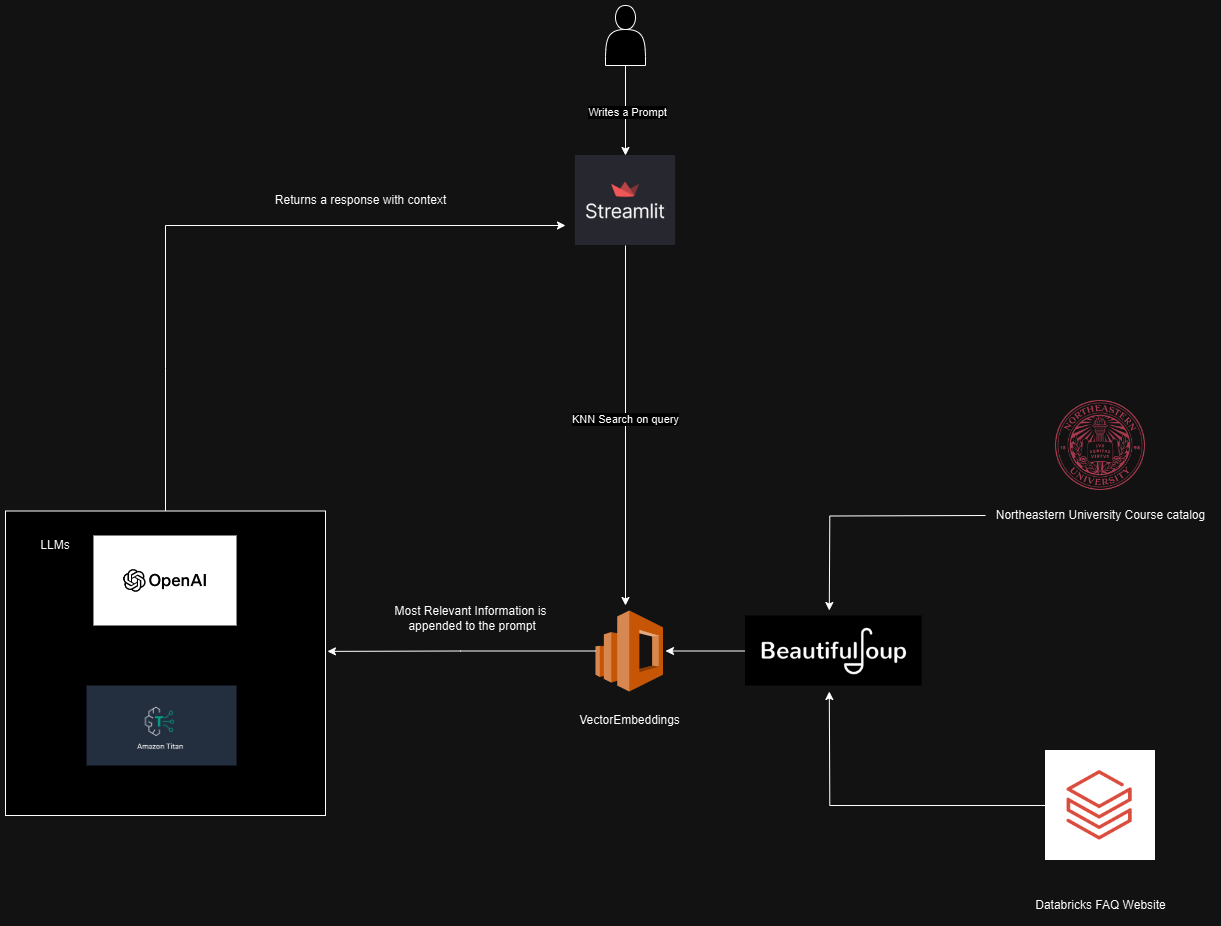 Writes a Prompt
Streamlit
Returns a response with context
KNN Search on query
NORTHEASTERN
UNIVERSITY
Northeastern University Course catalog
LLMs
OpenAI
Most Relevant Information is
appended to the prompt
BeautifulSoup
VectorEmbeddings
T
Amazon Titan
Databricks FAQ Website